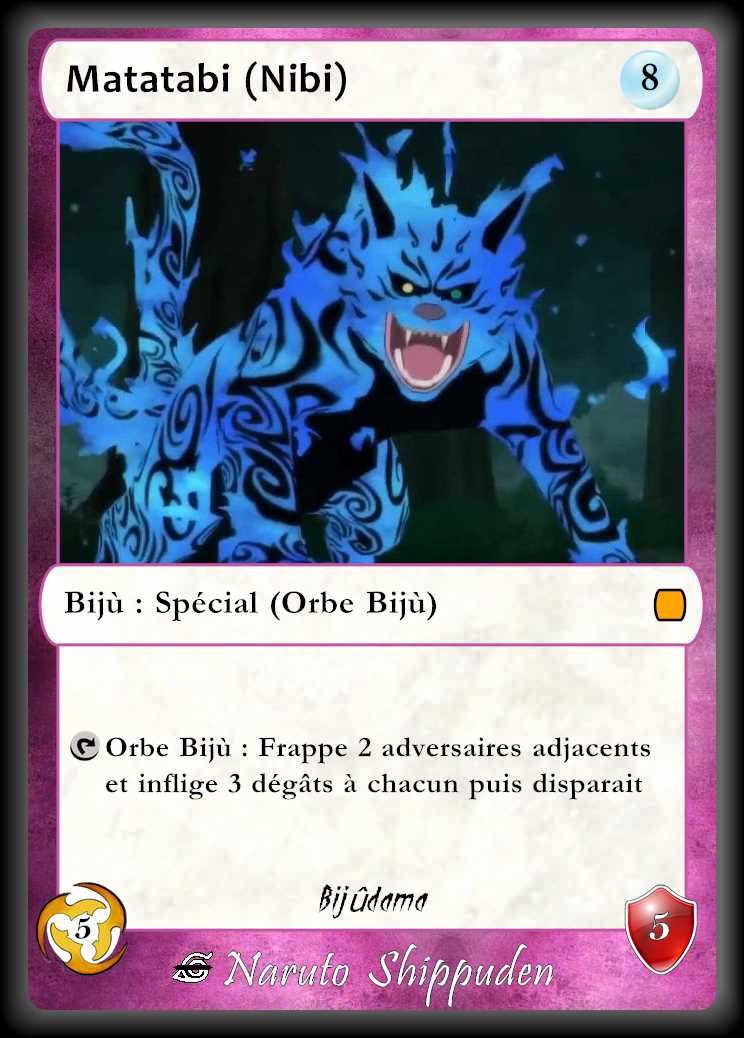 Matatabi (Nibi)
8
Bijù : Spécial (Orbe Bijù)
Orbe Bijù : Frappe 2 adversaires adjacents
et inflige 3 dégâts à chacun puis disparait
Bijûdama
5
5
Naruto Shippuden